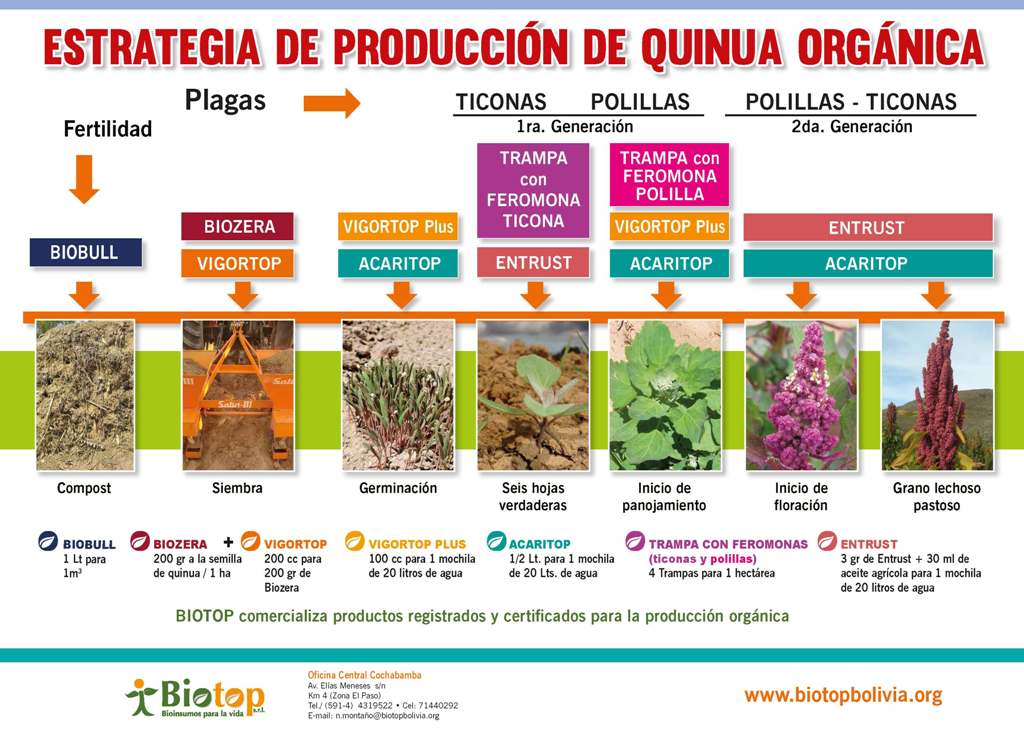 ESTRATEGIA DE PRODUCCIÓN DE QUINUA ORGÁNICA
Plagas
TICONAS POLILLAS
1ra. Generación
POLILLAS - TICONAS
2da. Generación
Fertilidad
BIOBULL
BIOZERA
VIGORTOP
VIGORTOP Plus
ACARITOP
TRAMPA
con
FEROMONA
TICONA
ENTRUST
TRAMPA con
FEROMONA
POLILLA
VIGORTOP Plus
ACARITOP
ENTRUST
ACARITOP
Satri-III
Compost
Siembra
Germinación
Seis hojas
verdaderas
Inicio de
panojamiento
Inicio de
floración
Grano lechoso
pastoso
BIOBULL
1 Lt para
1m³
BIOZERA +
200 gr a la semilla
de quinua / 1 ha
VIGORTOP
200 cc para
200 gr de
Biozera
VIGORTOP PLUS
100 cc para 1 mochila
de 20 litros de agua
ACARITOP
1/2 Lt. para 1 mochila
de 20 Lts. de agua
TRAMPA CON FEROMONAS
(ticonas y polillas)
4 Trampas para 1 hectárea
ENTRUST
3 gr de Entrust + 30 ml de
aceite agrícola para 1 mochila
de 20 litros de agua
BIOTOP comercializa productos registrados y certificados para la producción orgánica
Biotop s.r.l.
Bioinsumos para la vida
Oficina Central Cochabamba
Av. Elías Meneses s/n
Km 4 (Zona El Paso)
Tel./ (591-4) 4319522 • Cel: 71440292
E-mail: n.montaño@biotopbolivia.org
www.biotopbolivia.org